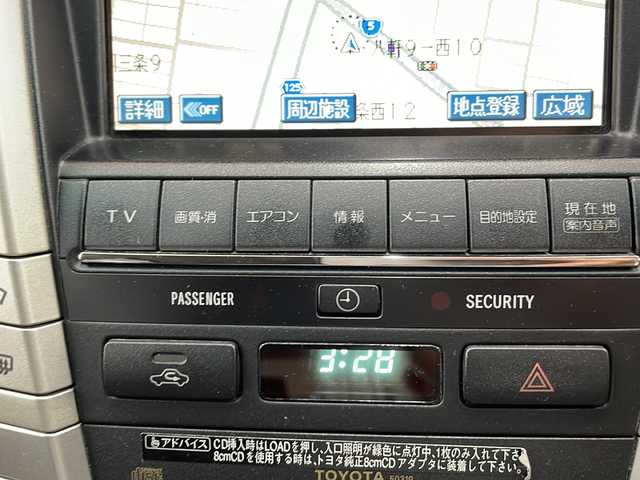 5
八軒9-西10
三条9
125
詳細 OFF 周辺施設 条西12 地点登録 広域
TV 画質・消 エアコン 情報 メニュー 目的地設定 現在地 案内音声
PASSENGER SECURITY
3:28
アドバイス CD挿入時はLOADを押し、入口照明が緑色に点灯中、1枚のみ入れて下さ
8cmCDを使用する時は、トヨタ純正8cmCDアダプタに装着して下さい。
TOYOTA 50319